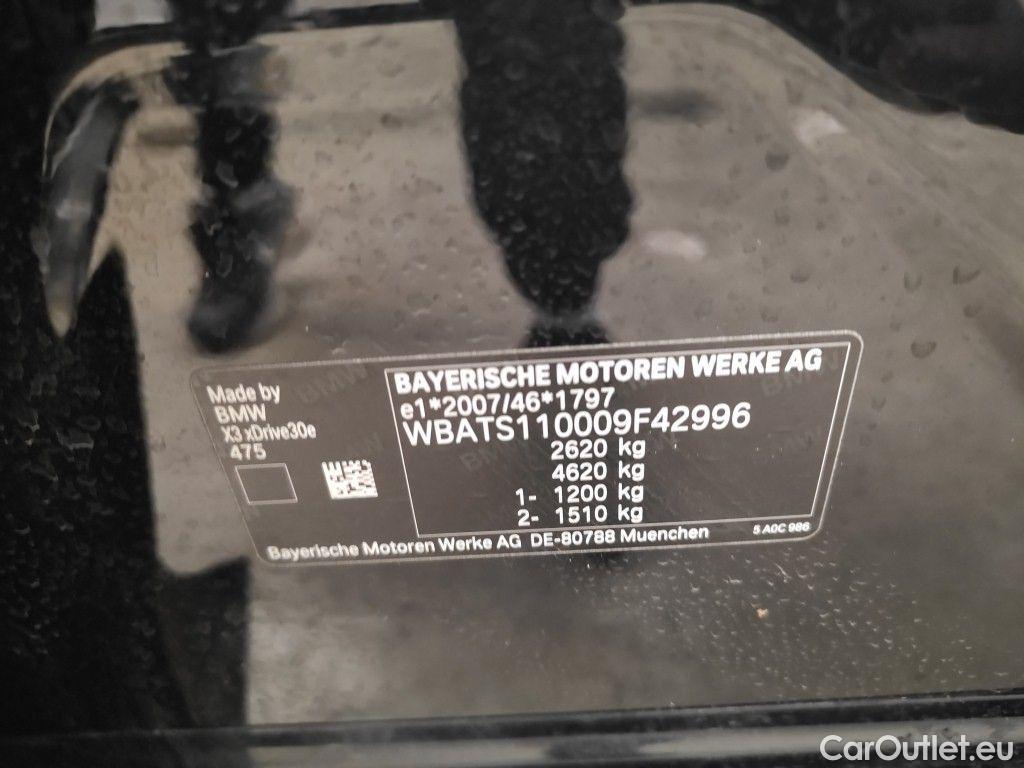 Made by
BMW
X3 xDrive30e
475
BAYERISCHE MOTOREN WERKE AG
e1*2007/46*1797
WBATS110009F42996
2620 kg
4620 kg
1- 1200 kg
2- 1510 kg
Bayerische Motoren Werke AG DE-80788 Muenchen
5 A0C 986
CarOutlet.eu